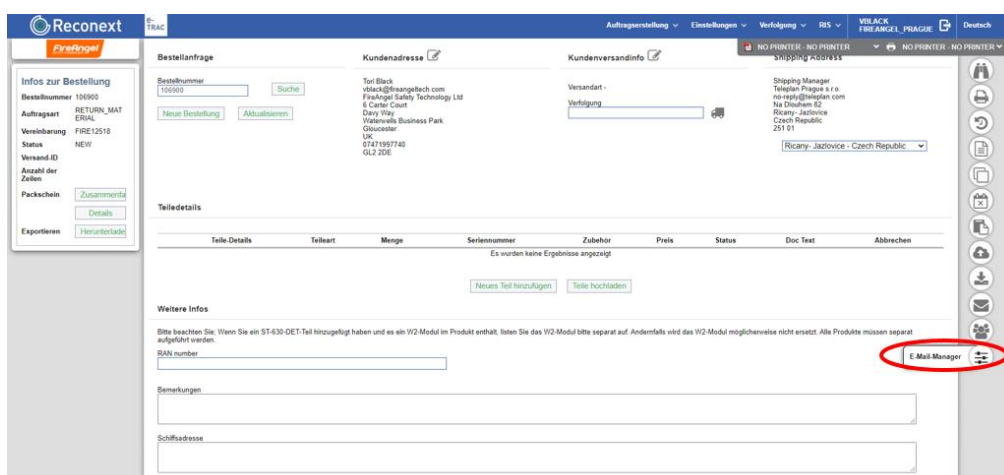 Reconext
e-TRAC
Auftragserstellung
Einstellungen
Verfolgung
RIS
VBLACK
FIREANGEL_PRAGUE
Deutsch
NO PRINTER - NO PRINTER
NO PRINTER - NO PRINTER
FireAngel
Infos zur Bestellung
Bestellnummer 106900
Auftragsart RETURN_MAT
ERIAL
Vereinbarung FIRE12518
Status NEW
Versand-ID
Anzahl der
Zeilen
Packschein Zusammenfa
Details
Exportieren Herunterlade
Bestellanfrage
Bestellnummer
106900
Suche
Neue Bestellung Aktualisieren
Kundenadresse
Tori Black
vblack@fireangeltech.com
FireAngel Safety Technology Ltd
6 Carter Court
Davy Way
Waterwells Business Park
Gloucester
UK
07471997740
GL2 2DE
Kundenversandinfo
Versandart -
Verfolgung
Shipping Address
Shipping Manager
Teleplan Prague s.r.o.
no-reply@teleplan.com
Na Dlouhem 82
Ricany- Jazlovice
Czech Republic
251 01
Ricany- Jazlovice - Czech Republic
Teiledetails
Teile-Details Teileart Menge Seriennummer Zubehör Preis Status Doc Text Abbrechen
Es wurden keine Ergebnisse angezeigt
Neues Teil hinzufügen Teile hochladen
Weitere Infos
Bitte beachten Sie: Wenn Sie ein ST-630-DET-Teil hinzugefügt haben und es ein W2-Modul im Produkt enthält, listen Sie das W2-Modul bitte separat auf. Andernfalls wird das W2-Modul möglicherweise nicht ersetzt. Alle Produkte müssen separat
aufgeführt werden.
RAN number
E-Mail-Manager
Bemerkungen
Schiffsadresse